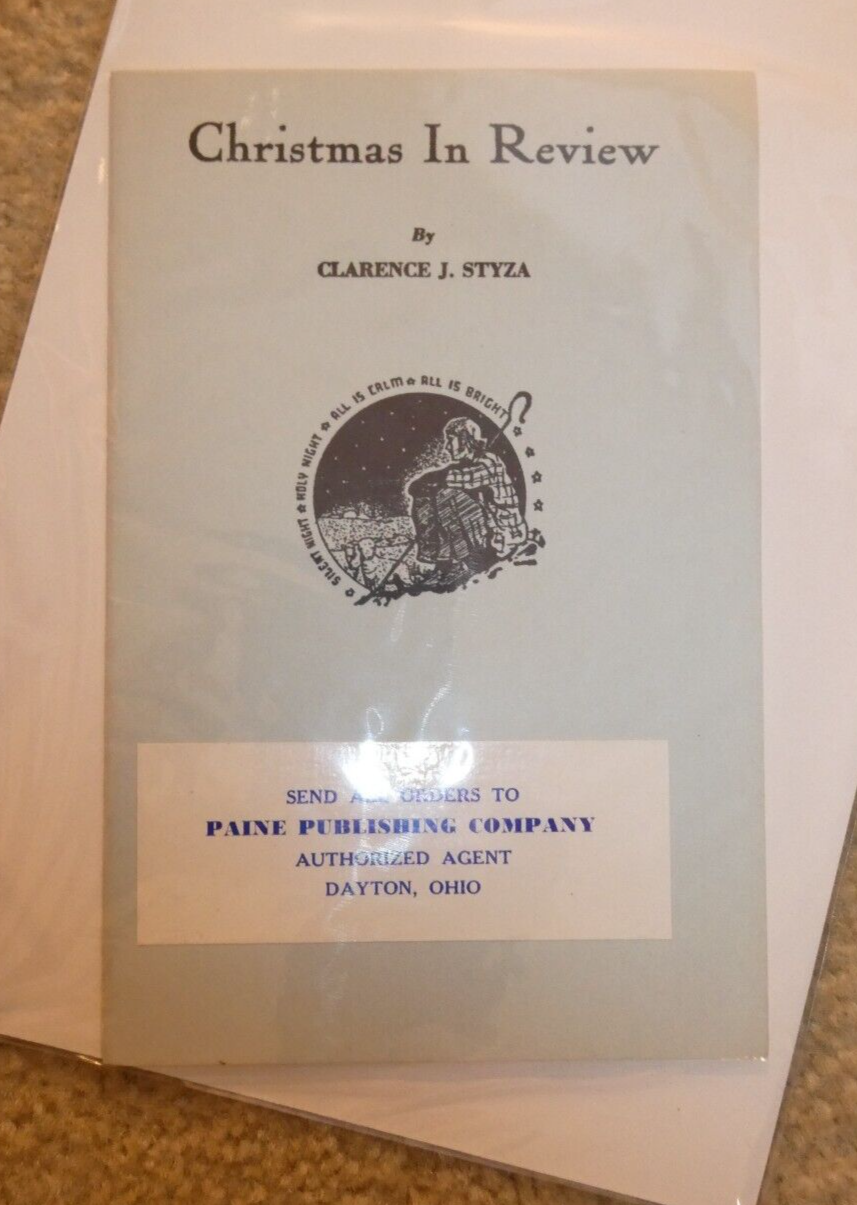 Christmas In Review
By
CLARENCE J. STYZA
☆ SILENT NIGHT ☆ HOLY NIGHT ☆ ALL IS CALM ☆ ALL IS BRIGHT ☆ ☆ ☆ ☆ ☆
SEND ALL ORDERS TO
PAINE PUBLISHING COMPANY
AUTHORIZED AGENT
DAYTON, OHIO